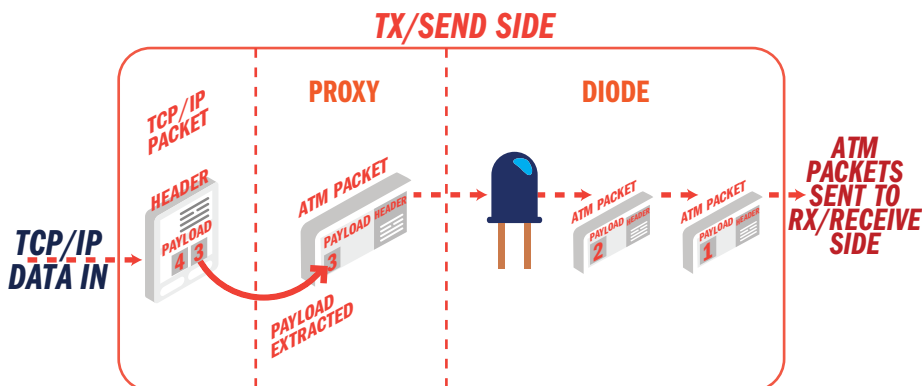 TX/SEND SIDE
TCP/IP
PACKET
PROXY
DIODE
HEADER
PAYLOAD
4 3
TCP/IP
DATA IN
ATM PACKET
PAYLOAD
HEADER
3
PAYLOAD
EXTRACTED
ATM PACKET
PAYLOAD
HEADER
2
ATM PACKET
PAYLOAD
HEADER
1
ATM
PACKETS
SENT TO
RX/RECEIVE
SIDE